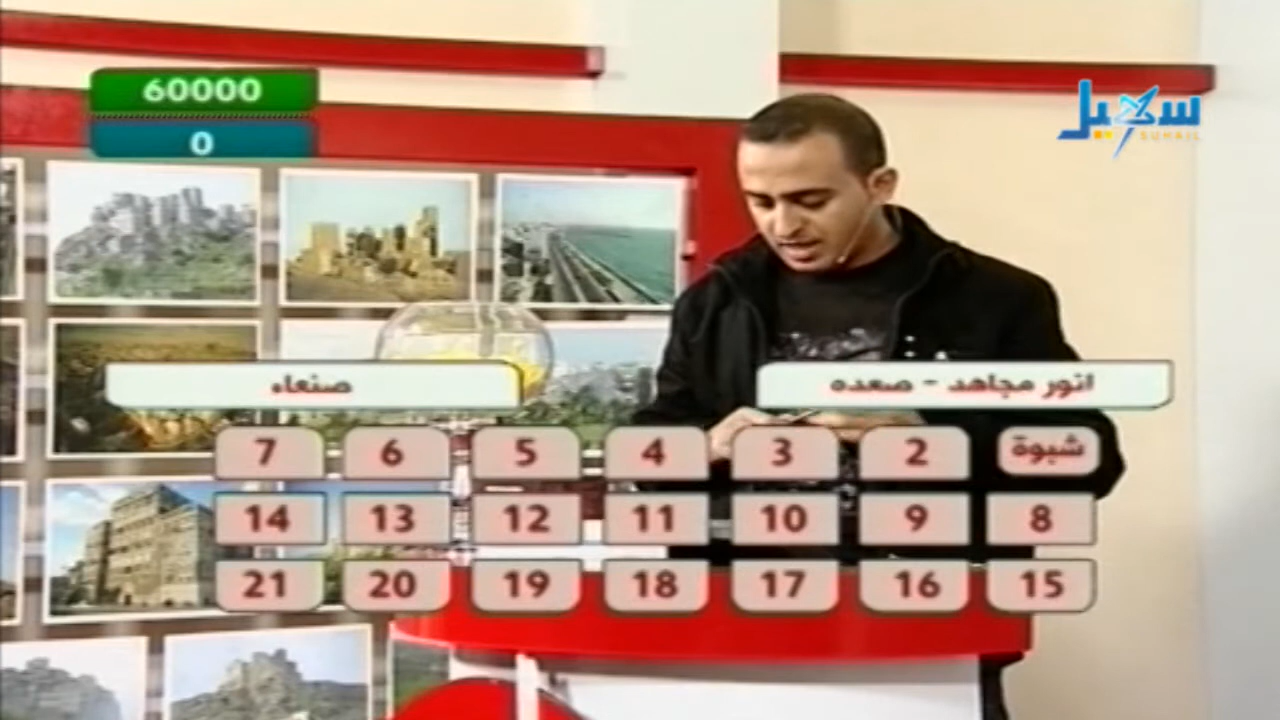 60000
0
سهيل
SUHAIL
انور مجاهد - صعده
صنعاء
شبوة 2 3 4 5 6 7
8 9 10 11 12 13 14
15 16 17 18 19 20 21